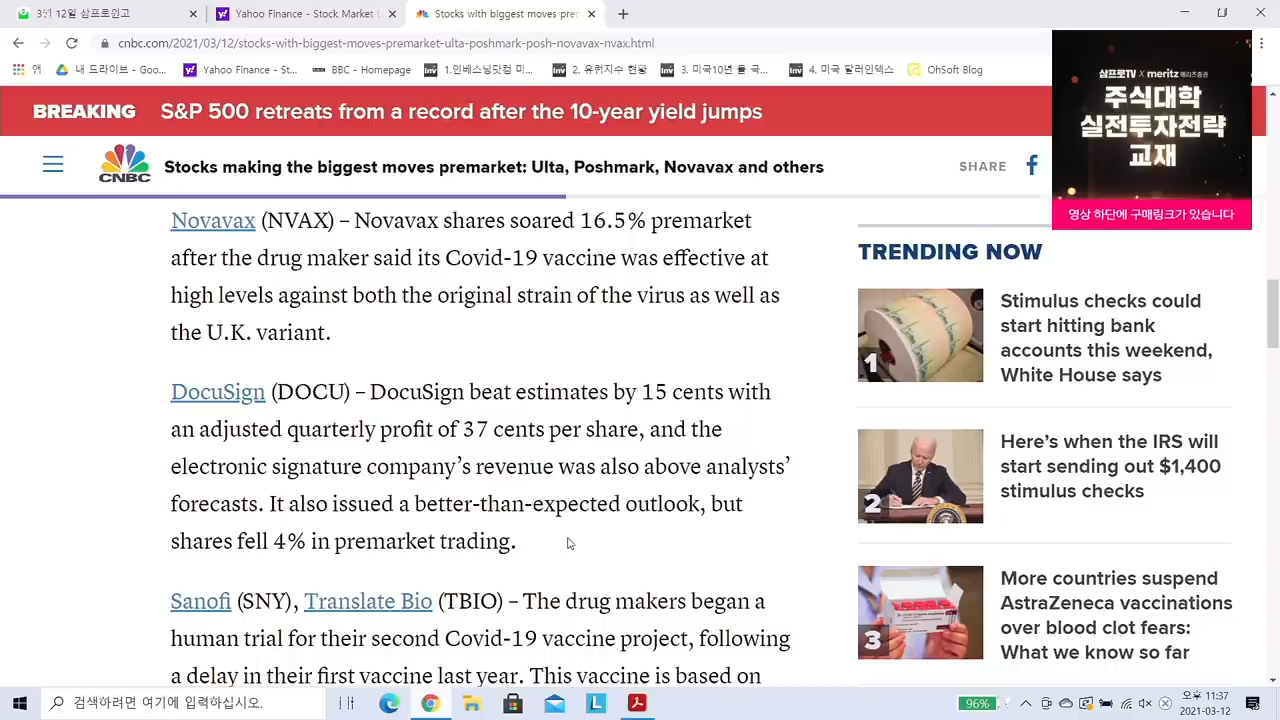 3월 12일 삼프로원고
Yahoo Finance - Stock Market
Stocks with biggest moves pre
cnbc.com/2021/03/12/stocks-with-biggest-moves-premarket-ulta-poshmark-posh-novavax-nvax.html
앱
내 드라이브 - Goo...
Yahoo Finance - St...
BBC - Homepage
1.인베스닝닷컴 미...
2. 유뮈지수 현황
3. 미국10년 률 국...
4. 미국 달러인덱스
OhSoft Blog
BREAKING S&P 500 retreats from a record after the 10-year yield jumps
CNBC
Stocks making the biggest moves premarket: Ulta, Poshmark, Novavax and others
SHARE
삼프로TV X meritz 메리츠증권
주식대학
실전투자전략
교재
영상 하단에 구매링크가 있습니다
Novavax (NVAX) – Novavax shares soared 16.5% premarket
after the drug maker said its Covid-19 vaccine was effective at
high levels against both the original strain of the virus as well as
the U.K. variant.
DocuSign (DOCU) – DocuSign beat estimates by 15 cents with
an adjusted quarterly profit of 37 cents per share, and the
electronic signature company’s revenue was also above analysts’
forecasts. It also issued a better-than-expected outlook, but
shares fell 4% in premarket trading.
Sanofi (SNY), Translate Bio (TBIO) – The drug makers began a
human trial for their second Covid-19 vaccine project, following
a delay in their first vaccine last year. This vaccine is based on
TRENDING NOW
1
Stimulus checks could
start hitting bank
accounts this weekend,
White House says
2
Here’s when the IRS will
start sending out $1,400
stimulus checks
3
More countries suspend
AstraZeneca vaccinations
over blood clot fears:
What we know so far
검색하려면 여기에 입력하십시오.
96%
오후 11:37
2021-03-12